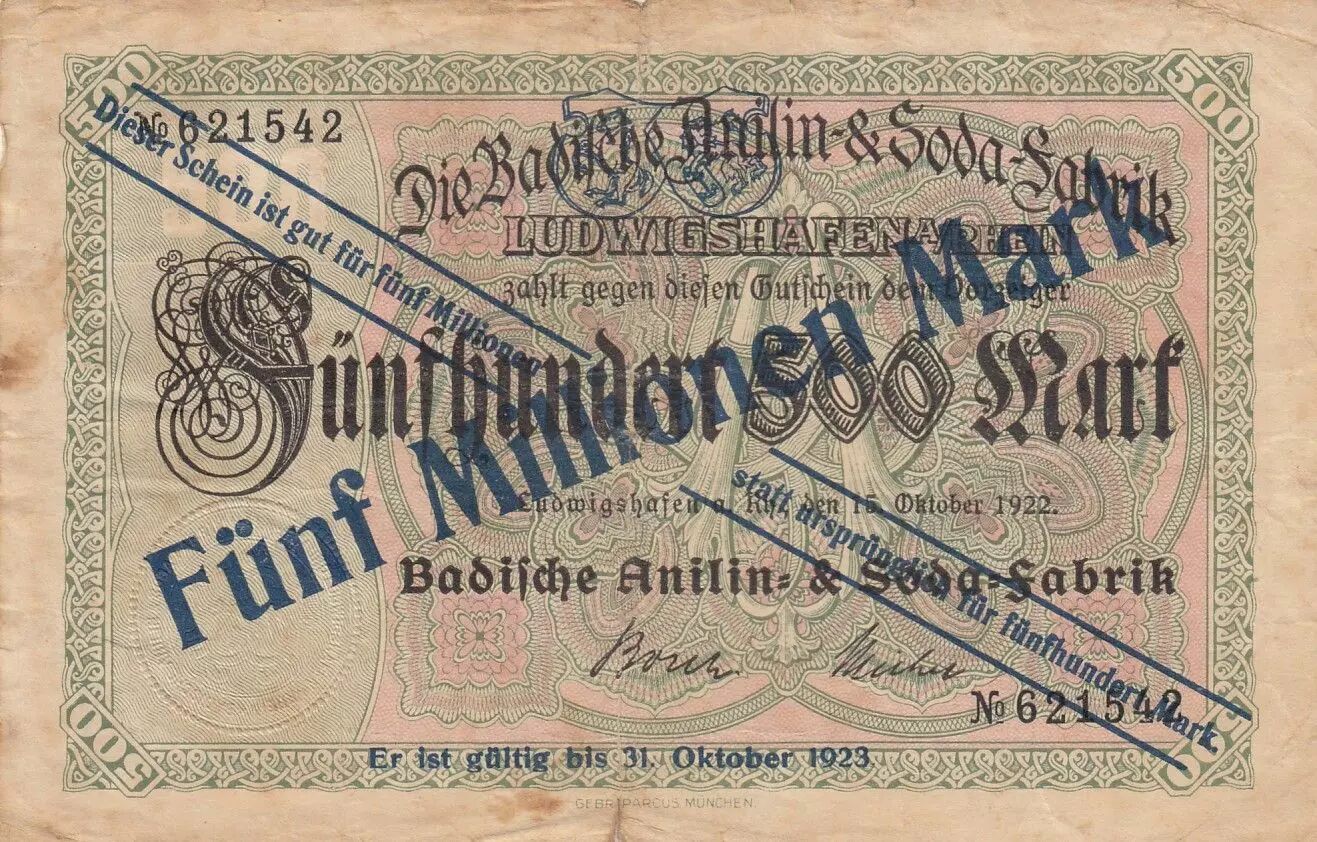 500
500
№ 621542
Die Badische Anilin-& Soda-Fabrik
LUDWIGSHAFEN A/RHEIN
zahlt gegen diesen Gutschein dem Vorzeiger
Fünfhundert 500 Mark
Ludwigshafen a. Rh., den 15. Oktober 1922.
Badische Anilin- & Soda-Fabrik
Bosch
№ 621542
500
50
Dieser Schein ist gut für fünf Millionen
Fünf Millionen Mark
statt ursprünglich für fünfhundert Mark.
Er ist gültig bis 31. Oktober 1923
GEBR. PARCUS MÜNCHEN.